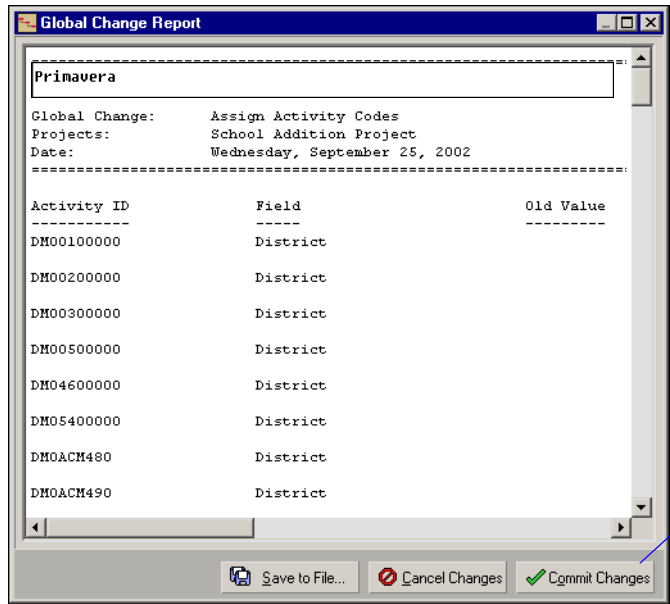 Global Change Report
Primavera
Global Change: Assign Activity Codes
Projects: School Addition Project
Date: Wednesday, September 25, 2002
Activity ID Field Old Value
DM00100000 District
DM00200000 District
DM00300000 District
DM00500000 District
DM04600000 District
DM05400000 District
DM0ACM480 District
DM0ACM490 District
Save to File... Cancel Changes Commit Changes